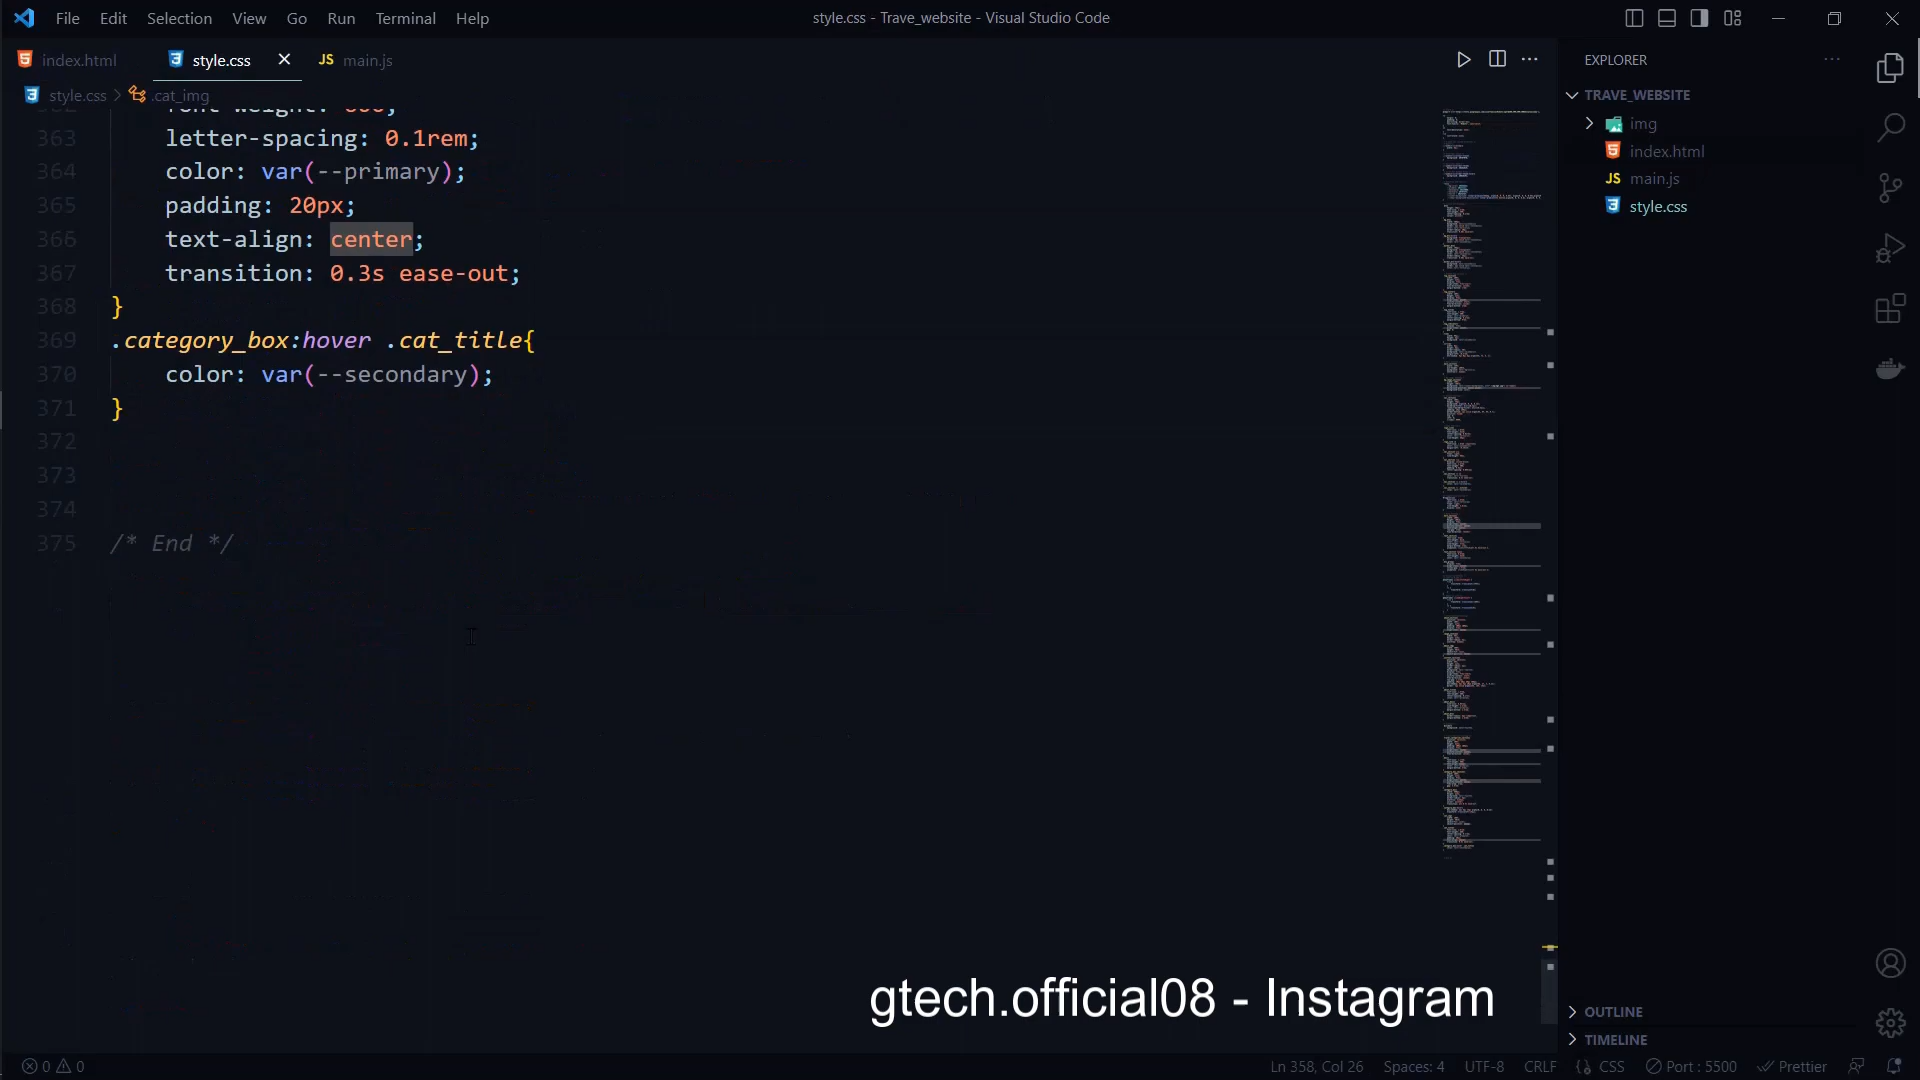 File Edit Selection View Go Run Terminal Help
style.css - Trave_website - Visual Studio Code
index.html
style.css
JS main.js
style.css > .cat_img
363 letter-spacing: 0.1rem;
364 color: var(--primary);
365 padding: 20px;
366 text-align: center;
367 transition: 0.3s ease-out;
368 }
369 .category_box:hover .cat_title{
370 color: var(--secondary);
371 }
372
373
374
375 /* End */
EXPLORER
TRAVE_WEBSITE
img
index.html
JS main.js
style.css
OUTLINE
TIMELINE
gtech.official08 - Instagram
0 0
Ln 358, Col 26 Spaces: 4 UTF-8 CRLF CSS Port : 5500 Prettier